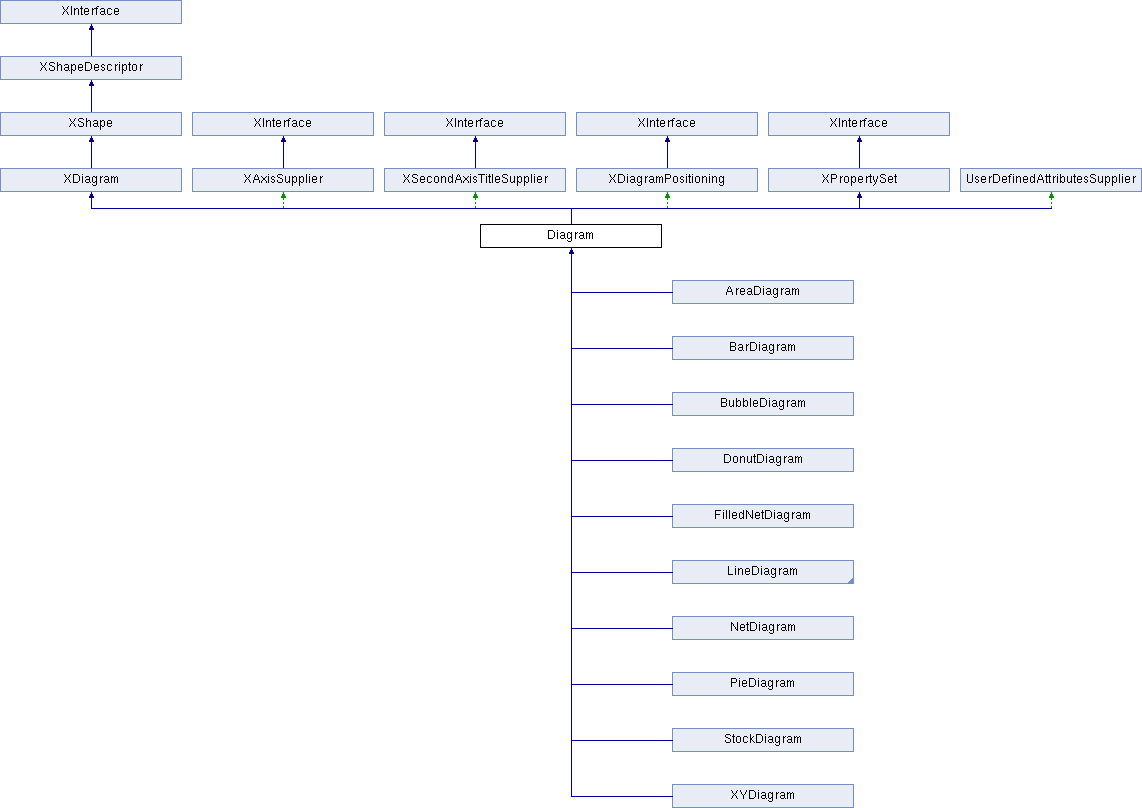 XInterface
XShapeDescriptor
XShape
XInterface
XInterface
XInterface
XInterface
XDiagram
XAxisSupplier
XSecondAxisTitleSupplier
XDiagramPositioning
XPropertySet
UserDefinedAttributesSupplier
Diagram
AreaDiagram
BarDiagram
BubbleDiagram
DonutDiagram
FilledNetDiagram
LineDiagram
NetDiagram
PieDiagram
StockDiagram
XYDiagram